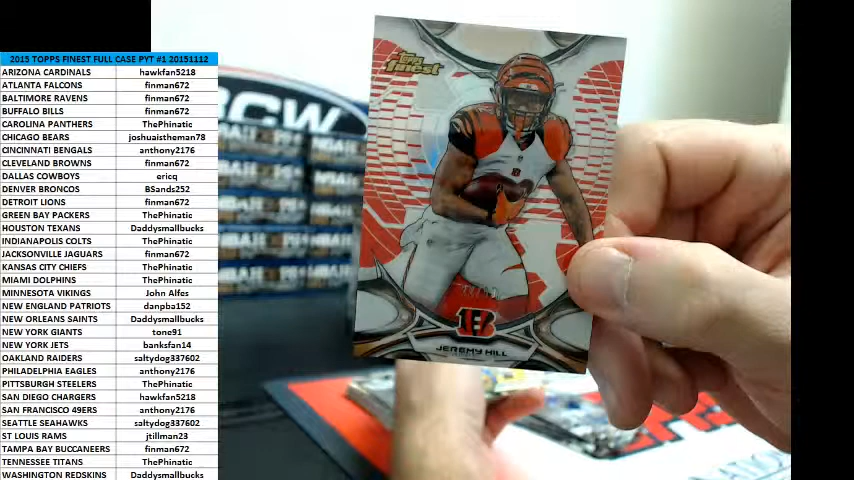 2015 TOPPS FINEST FULL CASE PYT #1 20151112
ARIZONA CARDINALS hawkfan5218
ATLANTA FALCONS finman672
BALTIMORE RAVENS finman672
BUFFALO BILLS finman672
CAROLINA PANTHERS ThePhinatic
CHICAGO BEARS joshuaistheman78
CINCINNATI BENGALS anthony2176
CLEVELAND BROWNS finman672
DALLAS COWBOYS ericq
DENVER BRONCOS BSands252
DETROIT LIONS finman672
GREEN BAY PACKERS ThePhinatic
HOUSTON TEXANS Daddysmallbucks
INDIANAPOLIS COLTS ThePhinatic
JACKSONVILLE JAGUARS finman672
KANSAS CITY CHIEFS ThePhinatic
MIAMI DOLPHINS ThePhinatic
MINNESOTA VIKINGS John Alfes
NEW ENGLAND PATRIOTS danpba152
NEW ORLEANS SAINTS Daddysmallbucks
NEW YORK GIANTS tone91
NEW YORK JETS banksfan14
OAKLAND RAIDERS saltydog337602
PHILADELPHIA EAGLES anthony2176
PITTSBURGH STEELERS ThePhinatic
SAN DIEGO CHARGERS hawkfan5218
SAN FRANCISCO 49ERS anthony2176
SEATTLE SEAHAWKS saltydog337602
ST LOUIS RAMS jtillman23
TAMPA BAY BUCCANEERS finman672
TENNESSEE TITANS ThePhinatic
WASHINGTON REDSKINS Daddysmallbucks
Topps
finest
B
JEREMY HILL
BCW